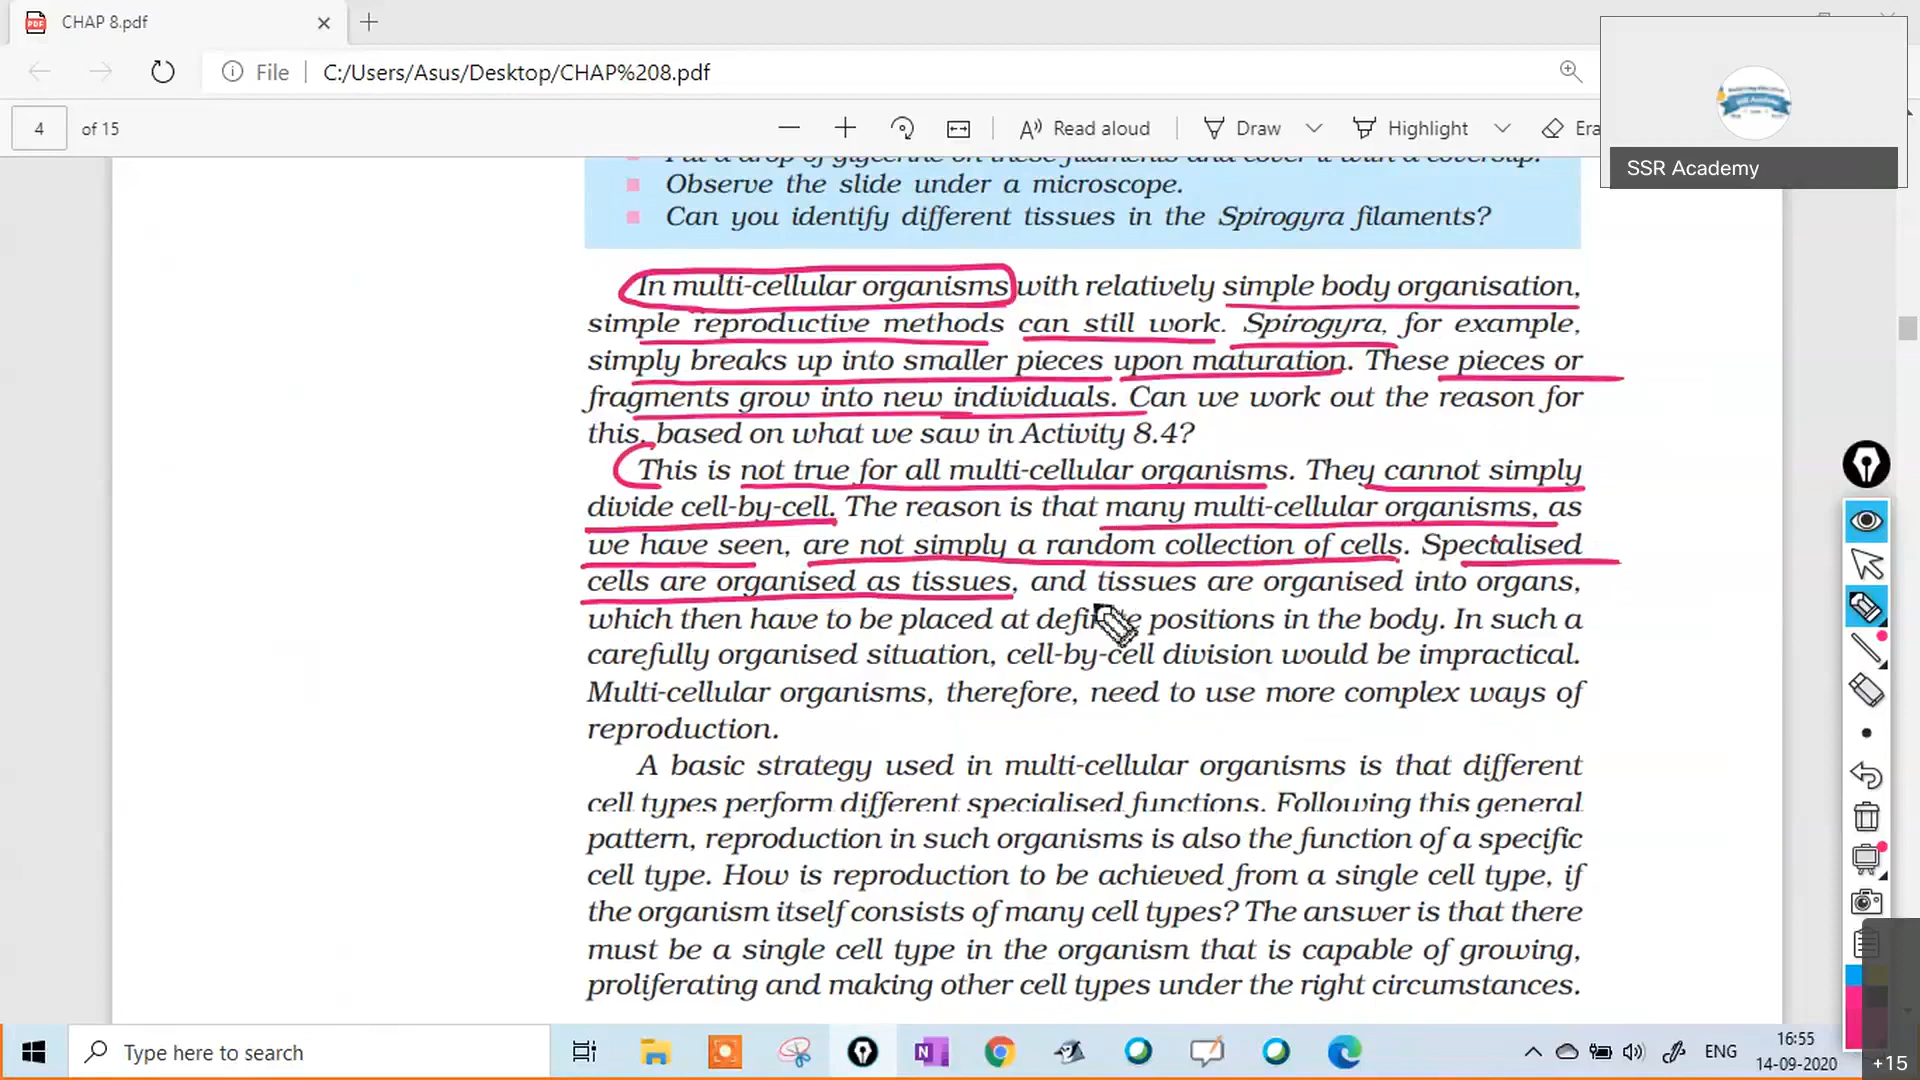 CHAP 8.pdf
File C:/Users/Asus/Desktop/CHAP%208.pdf
4 of 15 Read aloud Draw Highlight Era
SSR Academy
Put a drop of glycerine on these filaments and cover it with a coverslip.
Observe the slide under a microscope.
Can you identify different tissues in the Spirogyra filaments?
In multi-cellular organisms with relatively simple body organisation,
simple reproductive methods can still work. Spirogyra, for example,
simply breaks up into smaller pieces upon maturation. These pieces or
fragments grow into new individuals. Can we work out the reason for
this, based on what we saw in Activity 8.4?
This is not true for all multi-cellular organisms. They cannot simply
divide cell-by-cell. The reason is that many multi-cellular organisms, as
we have seen, are not simply a random collection of cells. Specialised
cells are organised as tissues, and tissues are organised into organs,
which then have to be placed at definite positions in the body. In such a
carefully organised situation, cell-by-cell division would be impractical.
Multi-cellular organisms, therefore, need to use more complex ways of
reproduction.
A basic strategy used in multi-cellular organisms is that different
cell types perform different specialised functions. Following this general
pattern, reproduction in such organisms is also the function of a specific
cell type. How is reproduction to be achieved from a single cell type, if
the organism itself consists of many cell types? The answer is that there
must be a single cell type in the organism that is capable of growing,
proliferating and making other cell types under the right circumstances.
Type here to search
ENG
16:55
14-09-2020
+15